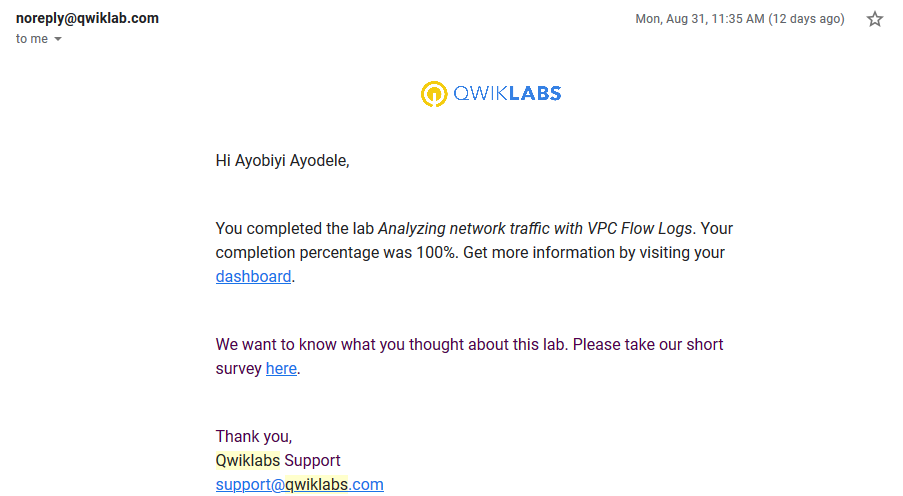 noreply@qwiklab.com
Mon, Aug 31, 11:35 AM (12 days ago)
to me
QWIKLABS
Hi Ayobiyi Ayodele,
You completed the lab Analyzing network traffic with VPC Flow Logs. Your
completion percentage was 100%. Get more information by visiting your
dashboard.
We want to know what you thought about this lab. Please take our short
survey here.
Thank you,
Qwiklabs Support
support@qwiklabs.com